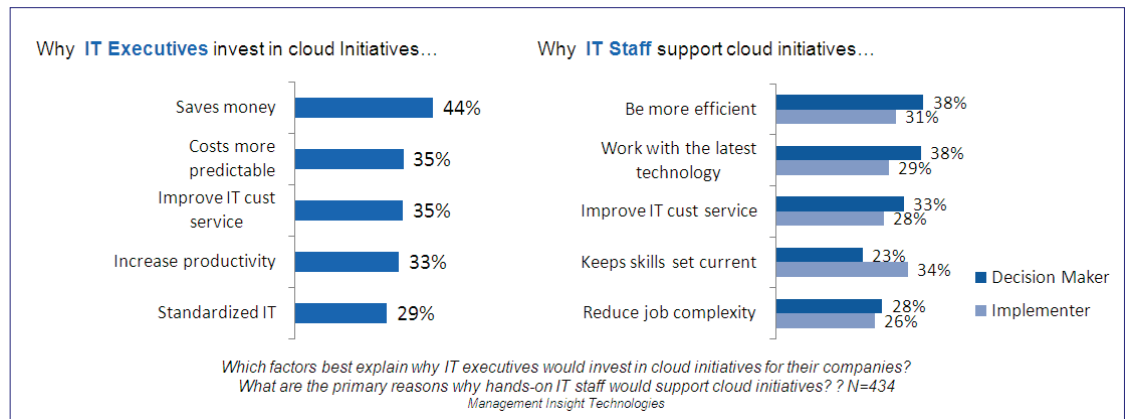 Why IT Executives invest in cloud Initiatives...
Saves money
44%
Costs more
predictable
35%
Improve IT cust
service
35%
Increase productivity
33%
Standardized IT
29%
Why IT Staff support cloud initiatives...
Be more efficient
38%
31%
Work with the latest
technology
38%
29%
Improve IT cust service
33%
28%
Keeps skills set current
23%
34%
Reduce job complexity
28%
26%
Decision Maker
Implementer
Which factors best explain why IT executives would invest in cloud initiatives for their companies?
What are the primary reasons why hands-on IT staff would support cloud initiatives? ? N=434
Management Insight Technologies